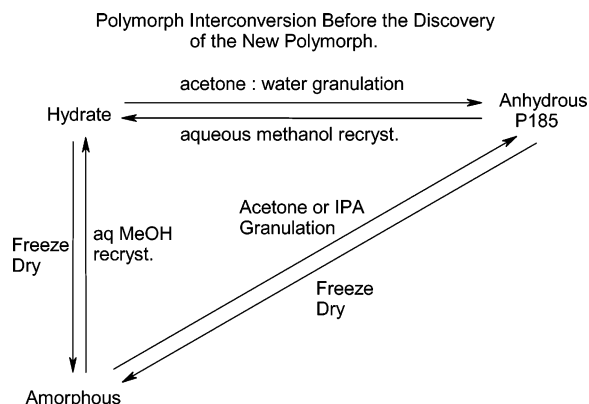 Polymorph Interconversion Before the Discovery
of the New Polymorph.
acetone : water granulation
Hydrate
Anhydrous
P185
aqueous methanol recryst.
Acetone or IPA
Granulation
Freeze
Dry
aq MeOH
recryst.
Freeze
Dry
Amorphous